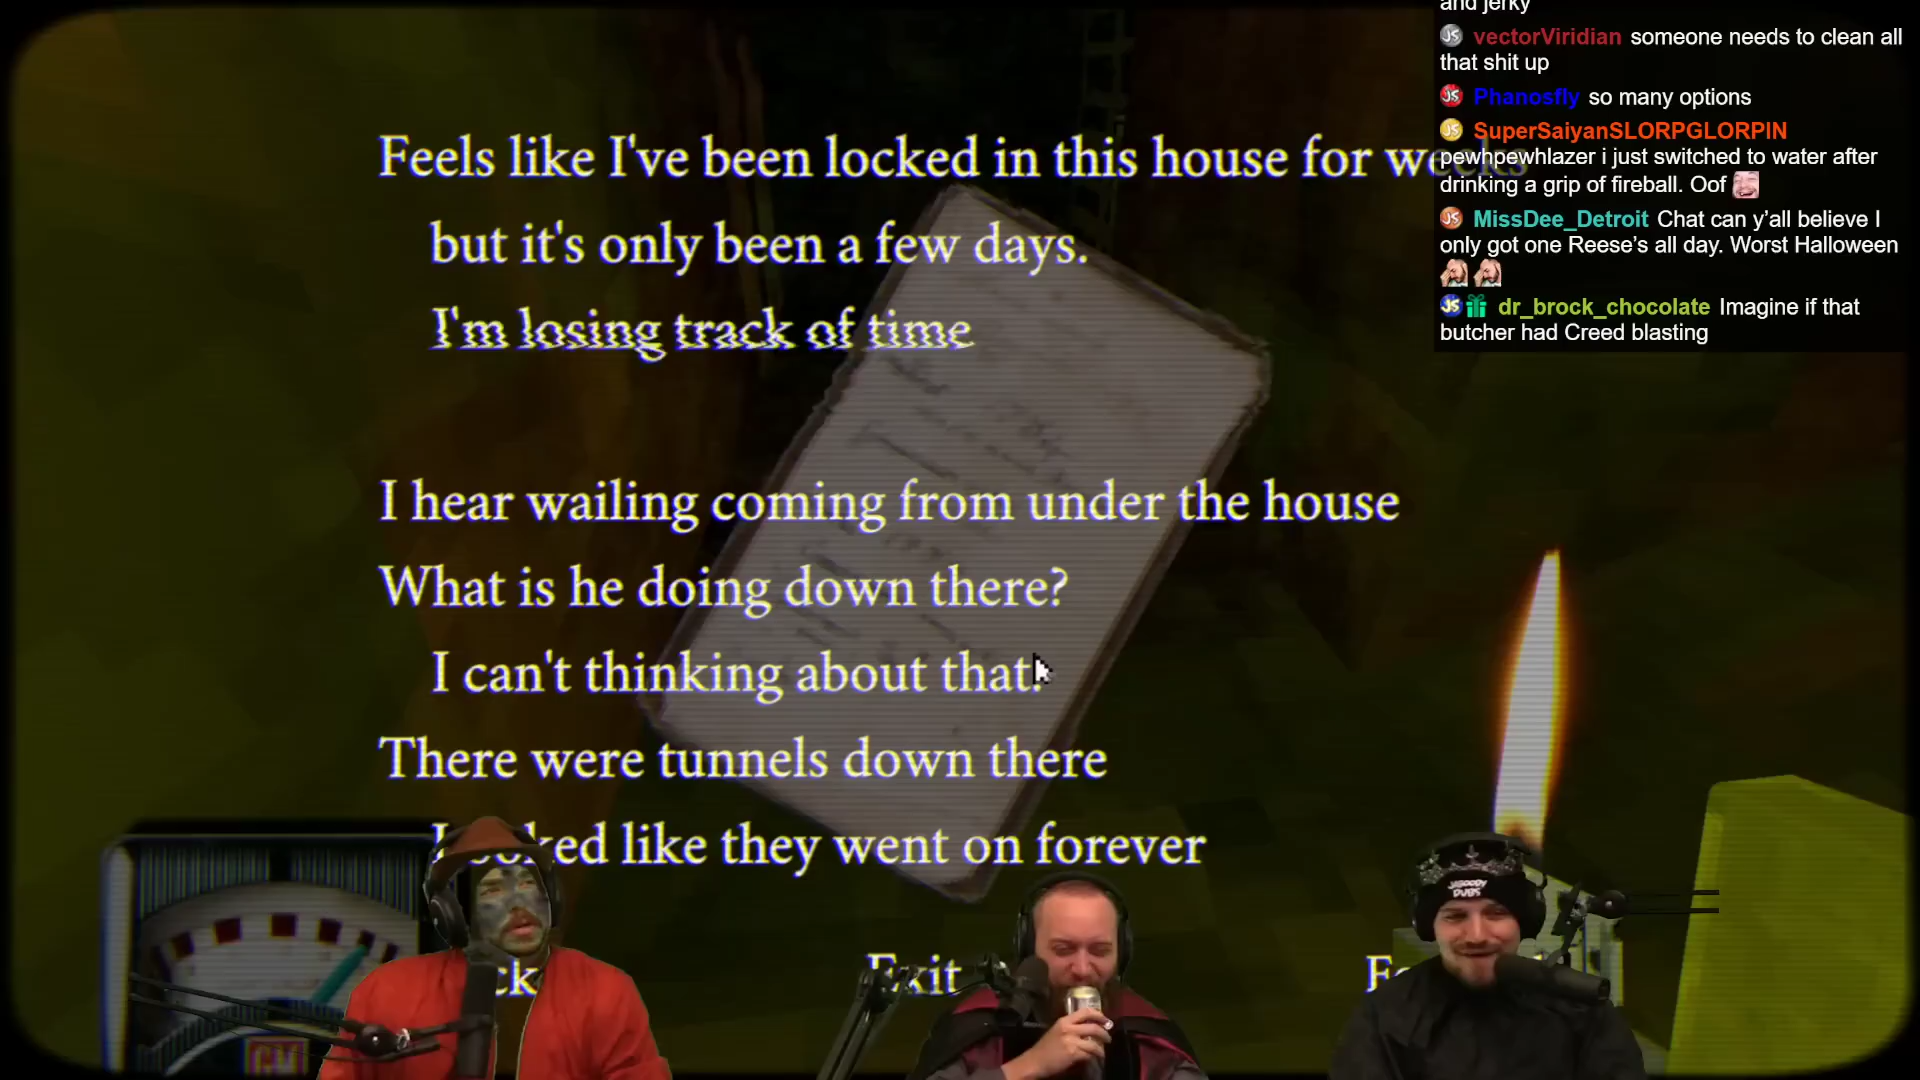 Feels like I've been locked in this house for weeks
but it's only been a few days.
I'm losing track of time
I hear wailing coming from under the house
What is he doing down there?
I can't thinking about that.
There were tunnels down there
Looked like they went on forever
Exit
and jerky
vectorViridian someone needs to clean all
that shit up
Phanosfly so many options
SuperSaiyanSLORPGLORPIN
pewhpewhlazer i just switched to water after
drinking a grip of fireball. Oof
MissDee_Detroit Chat can y'all believe I
only got one Reese's all day. Worst Halloween
dr_brock_chocolate Imagine if that
butcher had Creed blasting